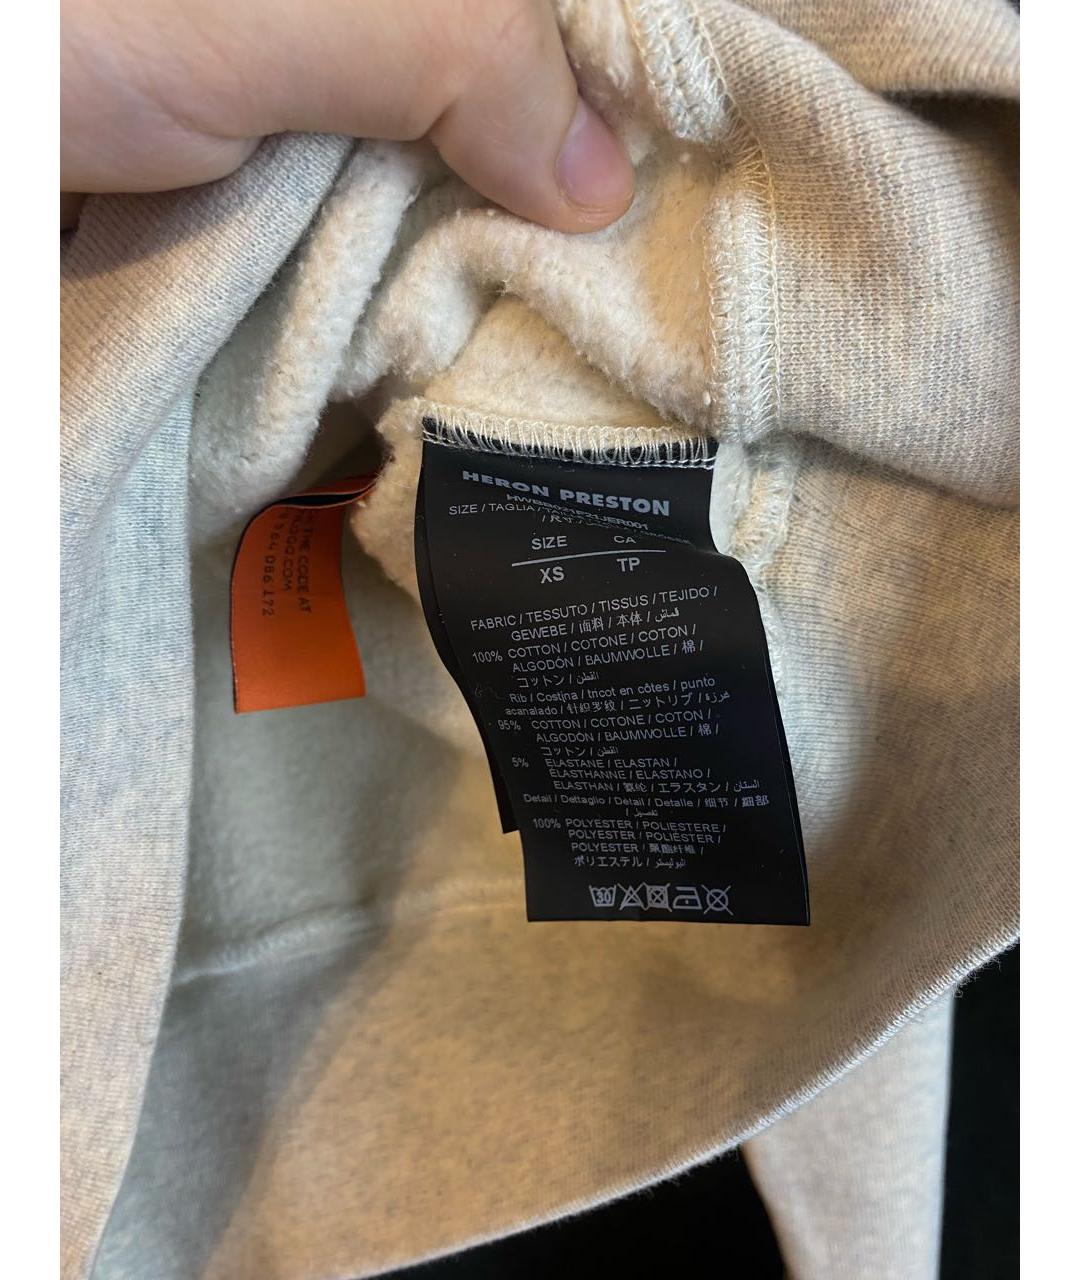 THE CODE AT
COM
364 086 172
HERON PRESTON
SIZE / TAGLIA /
SIZE CA
XS TP
FABRIC / TESSUTO / TISSUS / TEJIDO /
GEWEBE / 面料 / 本体 / القماش
100% COTTON / COTONE / COTON /
ALGODÓN / BAUMWOLLE / 棉 /
コットン / القطن
Rib / Costina / tricot en côtes / punto
acanalado / 针织罗纹 / ニットリブ /
95% COTTON / COTONE / COTON /
ALGODÓN / BAUMWOLLE / 棉 /
コットン / القطن
5% ELASTANE / ELASTAN /
ÉLASTHANNE / ELASTANO /
ELASTHAN / 氨纶 / エラスタン /
Detail / Dettaglio / Détail / Detalle / 细节 / 細部
/ تفصيل
100% POLYESTER / POLIESTERE /
POLYESTER / POLIÉSTER /
POLYESTER / 聚酯纤维 /
ポリエステル / البوليستر
30